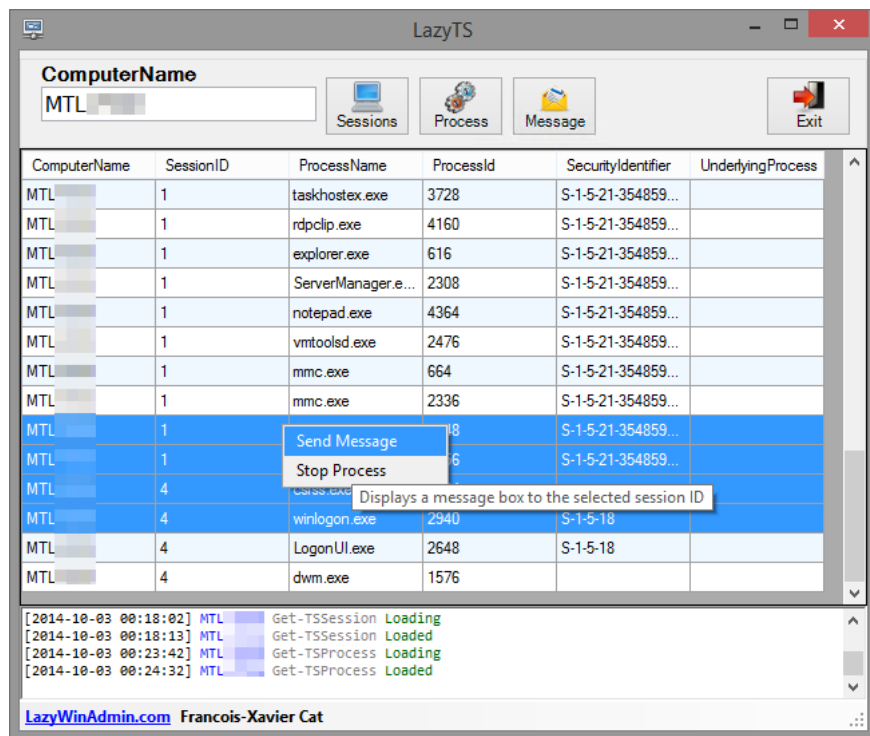 LazyTS
ComputerName
MTL
Sessions Process Message Exit
ComputerName SessionID ProcessName ProcessId SecurityIdentifier UnderlyingProcess
MTL 1 taskhostex.exe 3728 S-1-5-21-354859...
MTL 1 rdpclip.exe 4160 S-1-5-21-354859...
MTL 1 explorer.exe 616 S-1-5-21-354859...
MTL 1 ServerManager.e... 2308 S-1-5-21-354859...
MTL 1 notepad.exe 4364 S-1-5-21-354859...
MTL 1 vmtoolsd.exe 2476 S-1-5-21-354859...
MTL 1 mmc.exe 664 S-1-5-21-354859...
MTL 1 mmc.exe 2336 S-1-5-21-354859...
MTL 1 S-1-5-21-354859...
Send Message
MTL 1 S-1-5-21-354859...
Stop Process
MTL 4 csrss.exe
Displays a message box to the selected session ID
MTL 4 winlogon.exe 2940 S-1-5-18
MTL 4 LogonUI.exe 2648 S-1-5-18
MTL 4 dwm.exe 1576
[2014-10-03 00:18:02] MTL Get-TSSession Loading
[2014-10-03 00:18:13] MTL Get-TSSession Loaded
[2014-10-03 00:23:42] MTL Get-TSProcess Loading
[2014-10-03 00:24:32] MTL Get-TSProcess Loaded
LazyWinAdmin.com Francois-Xavier Cat